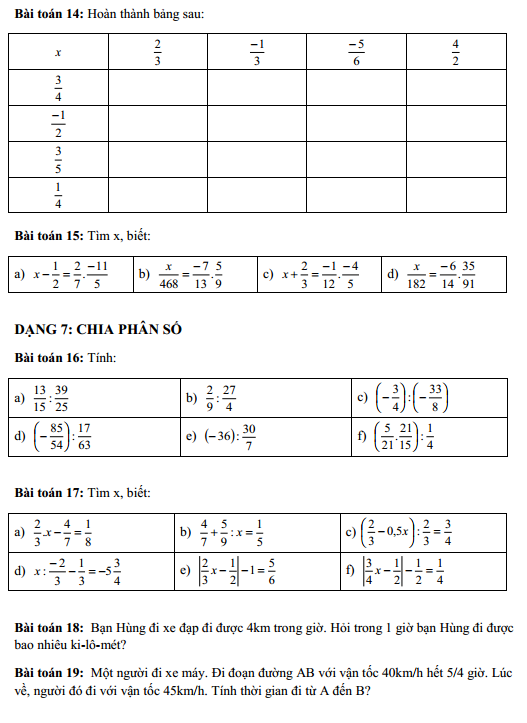 Bài toán 14: Hoàn thành bảng sau:
x 2/3 -1/3 -5/6 4/2
3/4
-1/2
3/5
1/4
Bài toán 15: Tìm x, biết:
a) x - 1/2 = 2/7 . -11/5 b) x/468 = -7/13 . 5/9 c) x + 2/3 = -1/12 . -4/5 d) x/182 = -6/14 . 35/91
DẠNG 7: CHIA PHÂN SỐ
Bài toán 16: Tính:
a) 13/15 : 39/25 b) 2/9 : 27/4 c) (-3/4) : (-33/8)
d) (-85/54) : 17/63 e) (-36) : 30/7 f) (5/21 . 21/15) : 1/4
Bài toán 17: Tìm x, biết:
a) 2/3 .x - 4/7 = 1/8 b) 4/7 + 5/9 : x = 1/5 c) (2/3 - 0,5x) : 2/3 = 3/4
d) x : -2/3 - 1/3 = -5 3/4 e) |2/3 x - 1/2| - 1 = 5/6 f) |3/4 x - 1/2| - 1/2 = 1/4
Bài toán 18: Bạn Hùng đi xe đạp đi được 4km trong giờ. Hỏi trong 1 giờ bạn Hùng đi được
bao nhiêu ki-lô-mét?
Bài toán 19: Một người đi xe máy. Đi đoạn đường AB với vận tốc 40km/h hết 5/4 giờ. Lúc
về, người đó đi với vận tốc 45km/h. Tính thời gian đi từ A đến B?